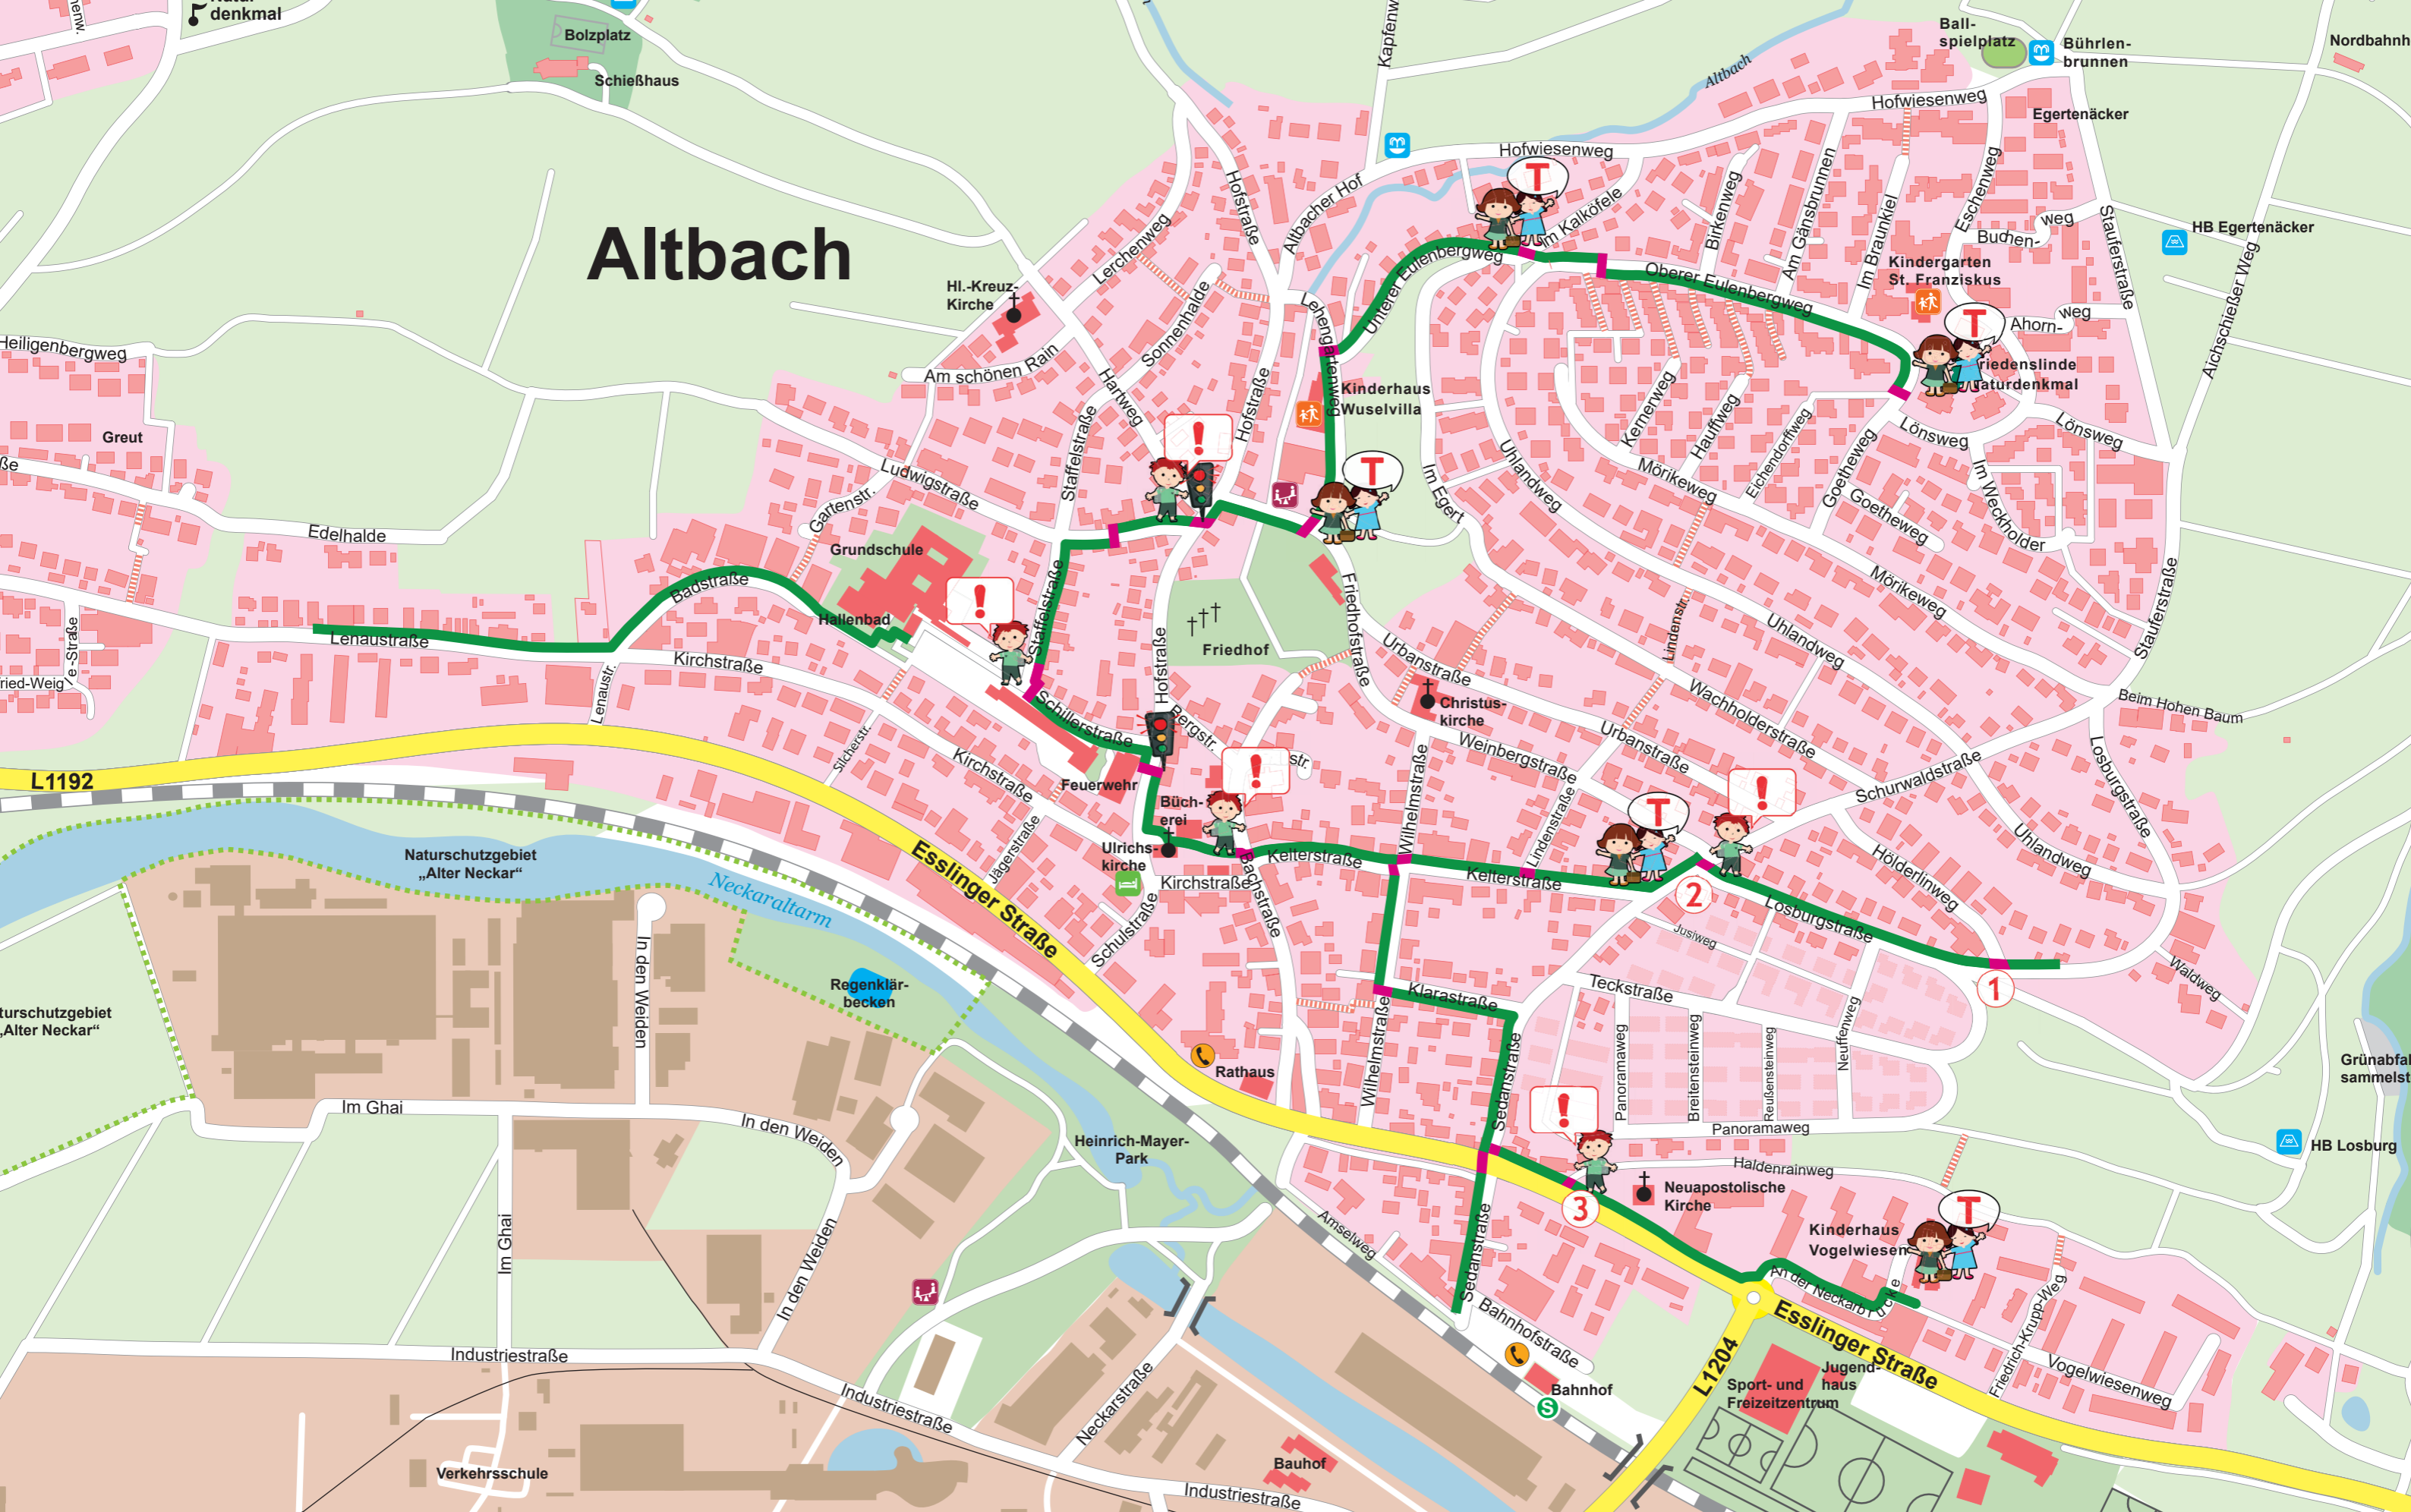 denkmal
Bolzplatz
Schießhaus
Altbach
Ball-
spielplatz
Bührlen-
brunnen
Nordbahnh
Hofwiesenweg
Egertenäcker
Altbach
Hofwiesenweg
Hofstraße
Altbacher Hof
T
Im Kalköfele
Birkenweg
Am Gänsbrunnen
Im Braunkiel
Eschenweg
weg
Buchen-
Stauferstraße
HB Egertenäcker
Aichschießer Weg
Kindergarten
St. Franziskus
Hl.-Kreuz-
Kirche
Lerchenweg
Sonnenhalde
Lehengartenweg
Unterer Eulenbergweg
Oberer Eulenbergweg
T
weg
Ahorn-
Naturdenkmal
Heiligenbergweg
Am schönen Rain
Hartweg
Hofstraße
Kinderhaus
Wuselvilla
Kernerweg
Hauffweg
Eichendorffweg
Goetheweg
Lönsweg
Lönsweg
Greut
Staffelstraße
!
T
Im Egert
Uhlandweg
Mörikeweg
Goetheweg
Im Weckholder
Ludwigstraße
Gartenstr.
Edelhalde
Grundschule
Badstraße
Hallenbad
!
Staffelstraße
Friedhof
Friedhofstraße
Mörikeweg
Stauferstraße
Lenaustraße
Kirchstraße
Lenaustr.
Schillerstraße
Hofstraße
Bergstr.
str.
Urbanstraße
Christus-
kirche
Lindenstr.
Uhlandweg
Wachholderstraße
Urbanstraße
Weinbergstraße
Beim Hohen Baum
L1192
Silcherstr.
Kirchstraße
Feuerwehr
Büch-
erei
!
Ulrichs-
kirche
Jägerstraße
Kirchstraße
Schulstraße
Bachstraße
Kelterstraße
Wilhelmstraße
Kelterstraße
Lindenstraße
T
!
2
Schurwaldstraße
Losburgstraße
Uhlandweg
Hölderlinweg
Losburgstraße
Jusiweg
1
Waldweg
Naturschutzgebiet
„Alter Neckar“
Neckaraltarm
Esslinger Straße
Regenklär-
becken
In den Weiden
„Alter Neckar“
Klarastraße
Teckstraße
Wilhelmstraße
Sedanstraße
Panoramaweg
Breitensteinweg
Reußensteinweg
Neuffenweg
Rathaus
Panoramaweg
Haldenrainweg
HB Losburg
Im Ghai
In den Weiden
Heinrich-Mayer-
Park
!
3
Neuapostolische
Kirche
Kinderhaus
Vogelwiesen
T
Im Ghai
In den Weiden
Amselweg
Sedanstraße
An der Neckarbrücke
Bahnhofstraße
Bahnhof
S
L1204
Esslinger Straße
Friedrich-Krupp-Weg
Vogelwiesenweg
Jugend-
haus
Sport- und
Freizeitzentrum
Industriestraße
Industriestraße
Neckarstraße
Verkehrsschule
Bauhof
Industriestraße